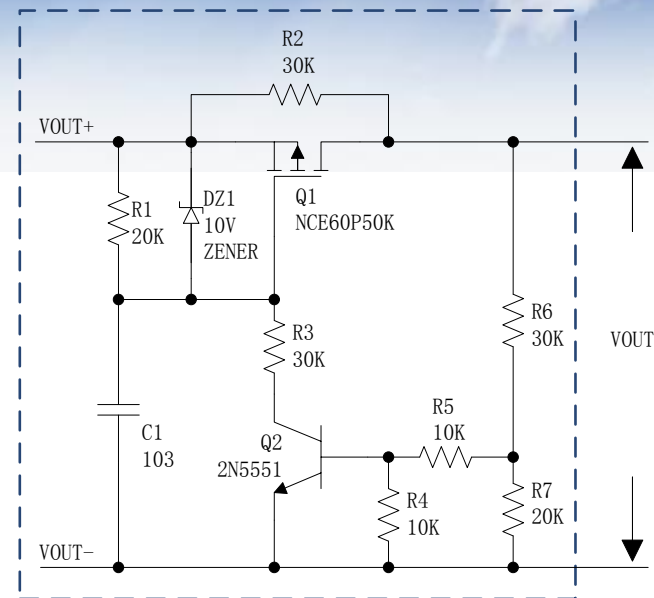 R2
30K
VOUT+
R1
20K
DZ1
10V
ZENER
Q1
NCE60P50K
R3
30K
R6
30K
VOUT
C1
103
Q2
2N5551
R5
10K
R4
10K
R7
20K
VOUT-